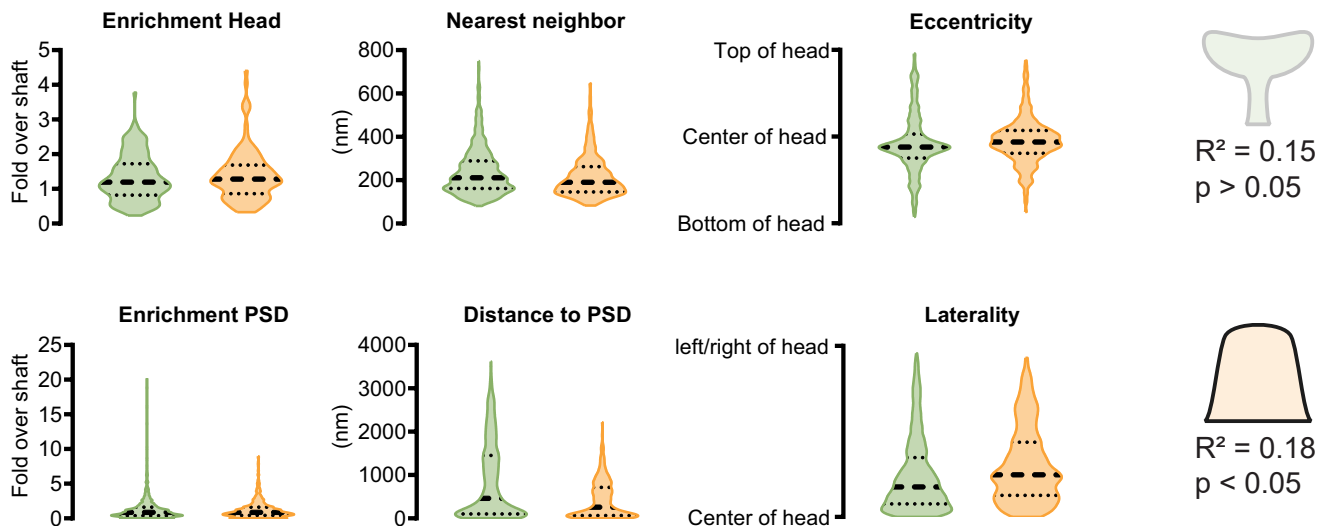 Enrichment Head
Fold over shaft
5
4
3
2
1
0
Nearest neighbor
(nm)
800
600
400
200
0
Eccentricity
Top of head
Center of head
Bottom of head
R² = 0.15
p > 0.05
Enrichment PSD
Fold over shaft
25
20
15
10
5
0
Distance to PSD
(nm)
4000
3000
2000
1000
0
Laterality
left/right of head
Center of head
R² = 0.18
p < 0.05